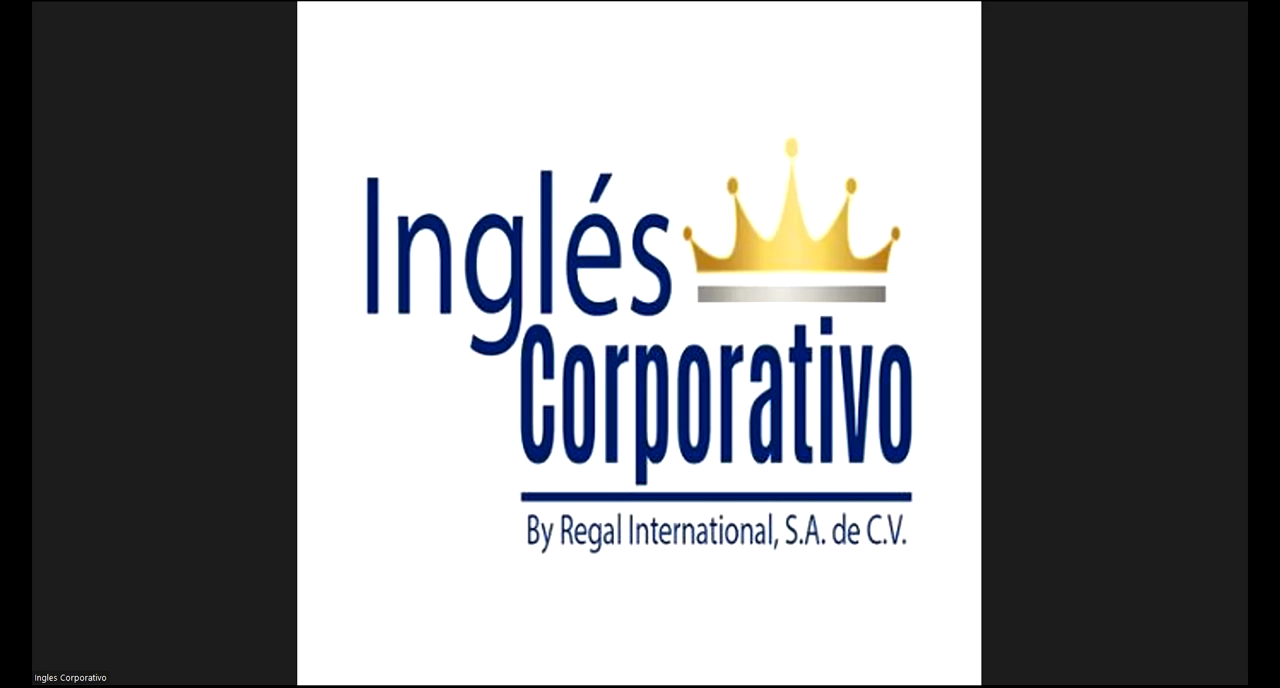 Inglés
Corporativo
By Regal International, S.A. de C.V.
Ingles Corporativo